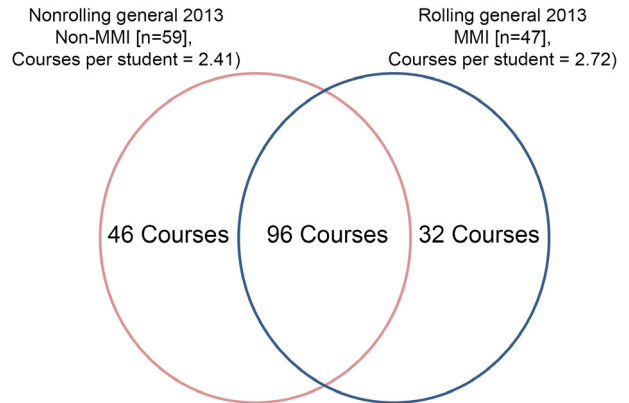 Nonrolling general 2013
Non-MMI [n=59],
Courses per student = 2.41)
Rolling general 2013
MMI [n=47],
Courses per student = 2.72)
46 Courses
96 Courses
32 Courses